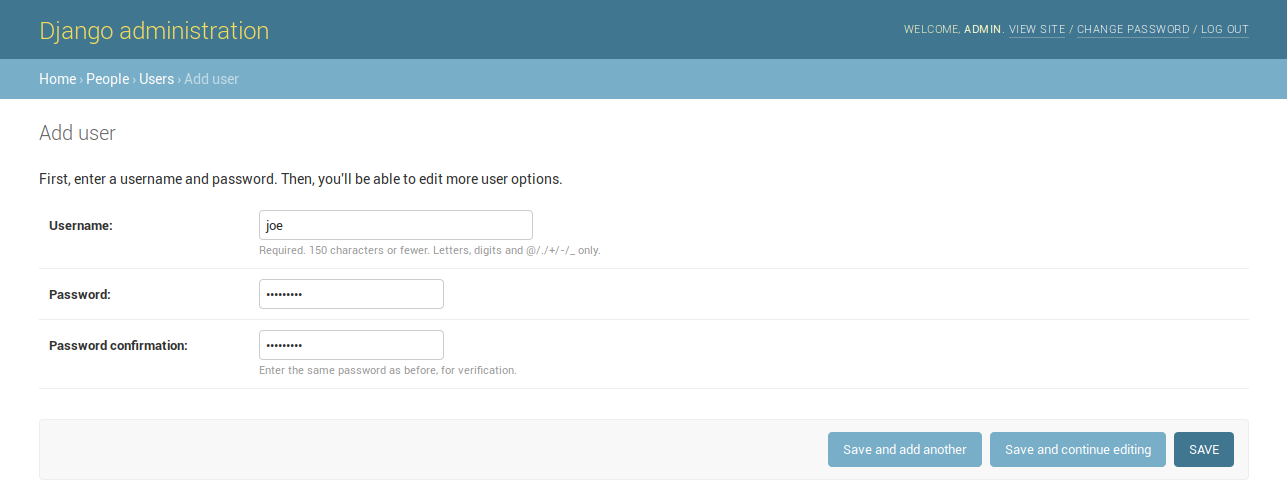 Django administration
WELCOME, ADMIN. VIEW SITE / CHANGE PASSWORD / LOG OUT
Home › People › Users › Add user
Add user
First, enter a username and password. Then, you'll be able to edit more user options.
Username: joe
Required. 150 characters or fewer. Letters, digits and @/./+/-/_ only.
Password: •••••••••
Password confirmation: •••••••••
Enter the same password as before, for verification.
Save and add another Save and continue editing SAVE